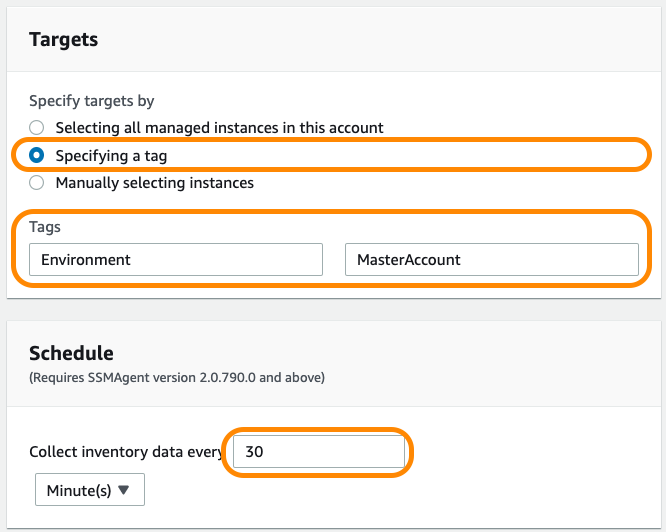 Targets
Specify targets by
Selecting all managed instances in this account
Specifying a tag
Manually selecting instances
Tags
Environment MasterAccount
Schedule
(Requires SSMAgent version 2.0.790.0 and above)
Collect inventory data every 30
Minute(s)